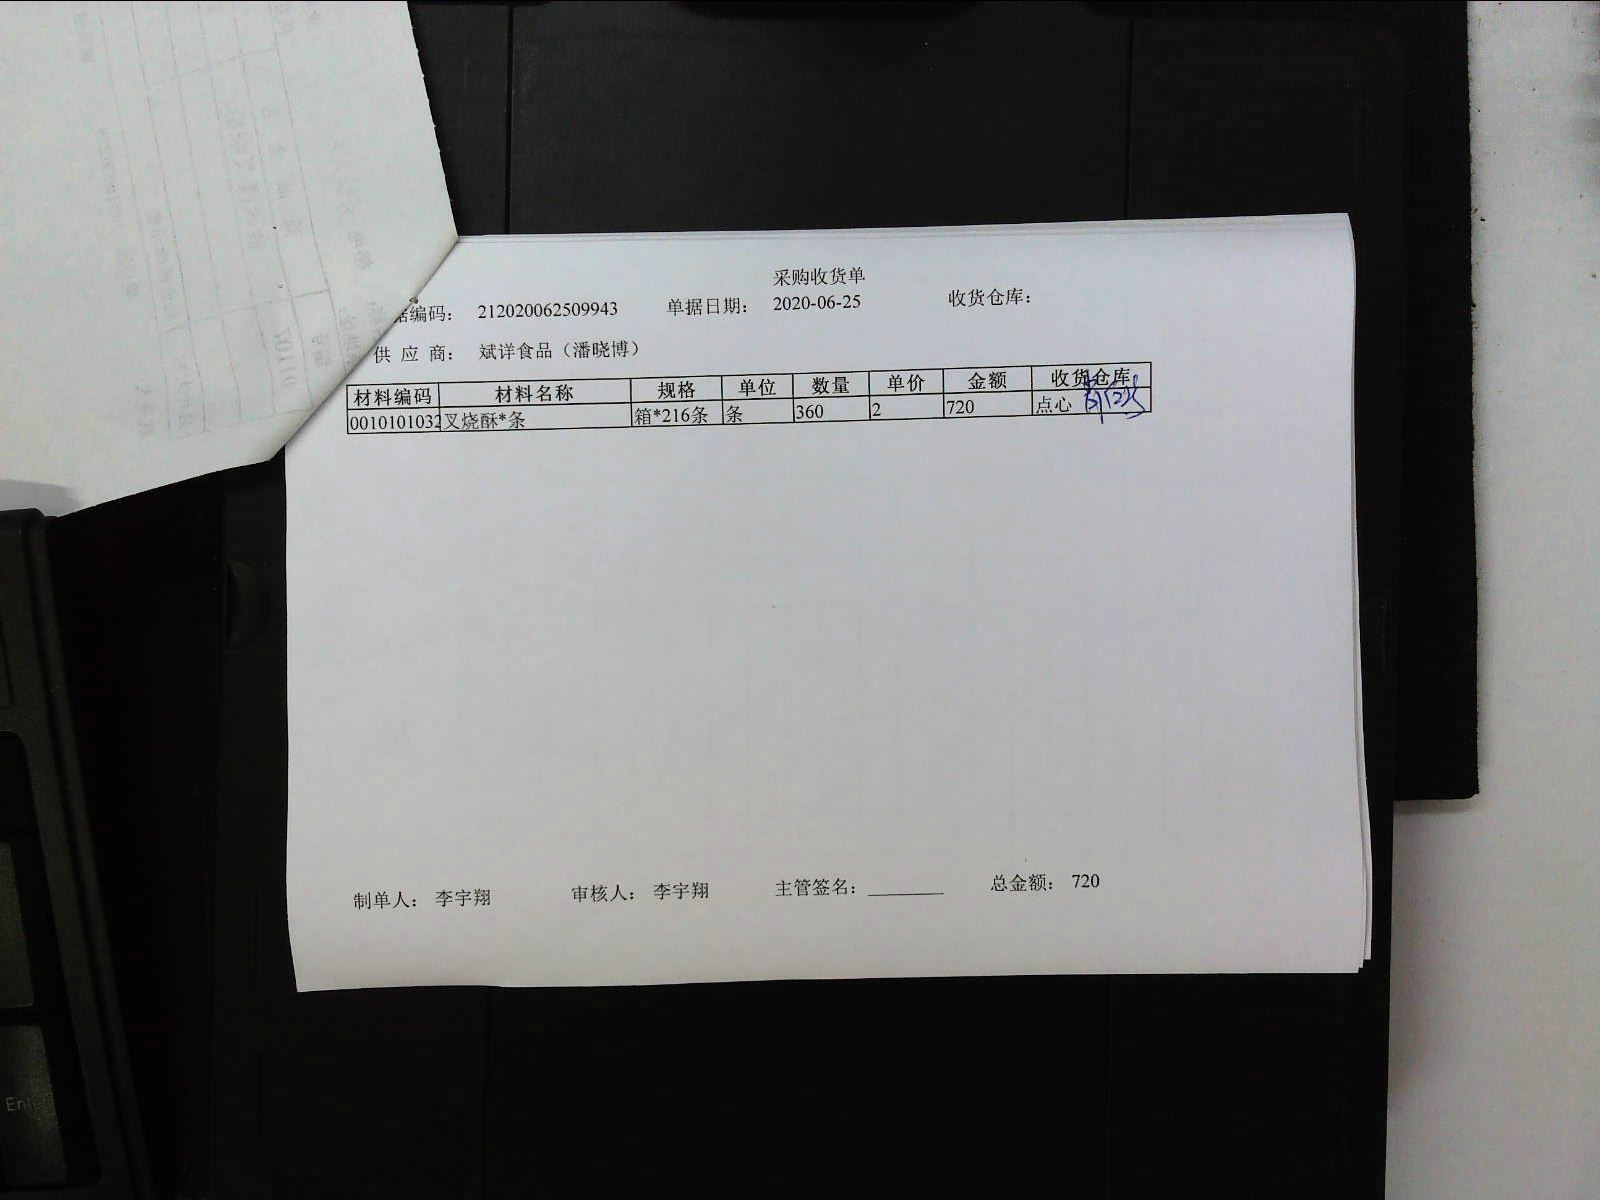 采购收货单
据编码: 212020062509943 单据日期: 2020-06-25 收货仓库:
供 应 商: 斌洋食品（潘晓博）
材料编码 材料名称 规格 单位 数量 单价 金额 收货仓库
0010101032 叉烧酥*条 箱*216条 条 360 2 720 点心
制单人: 李宇翔 审核人: 李宇翔 主管签名: 总金额: 720
Enter